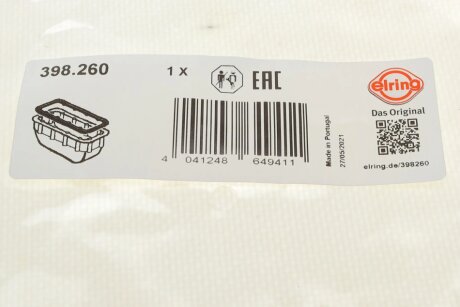 398.260
1 x
EAC
elring
Das Original
4 041248 649411
Made in Portugal
27/05/2021
elring.de/398260